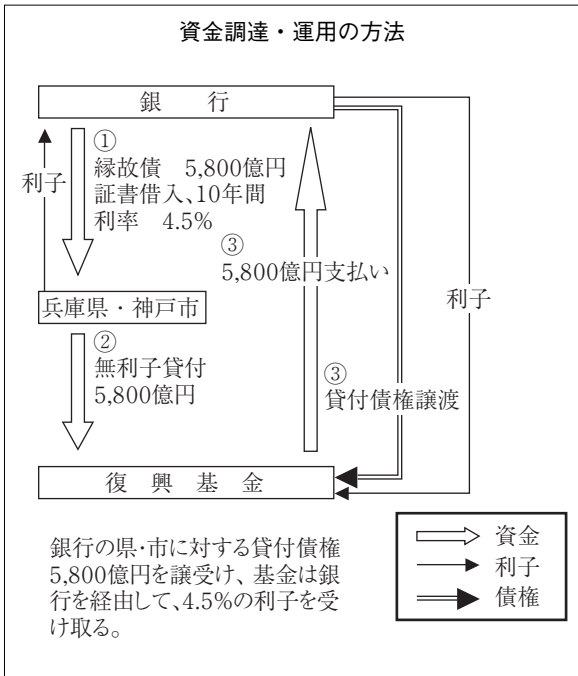 資金調達・運用の方法
銀　行
①
縁故債　5,800億円
証書借入、10年間
利率　4.5%
利子
③
5,800億円支払い
利子
兵庫県・神戸市
②
無利子貸付
5,800億円
③
貸付債権譲渡
復　興　基　金
銀行の県・市に対する貸付債権
5,800億円を譲受け、基金は銀
行を経由して、4.5%の利子を受
け取る。
資金
利子
債権